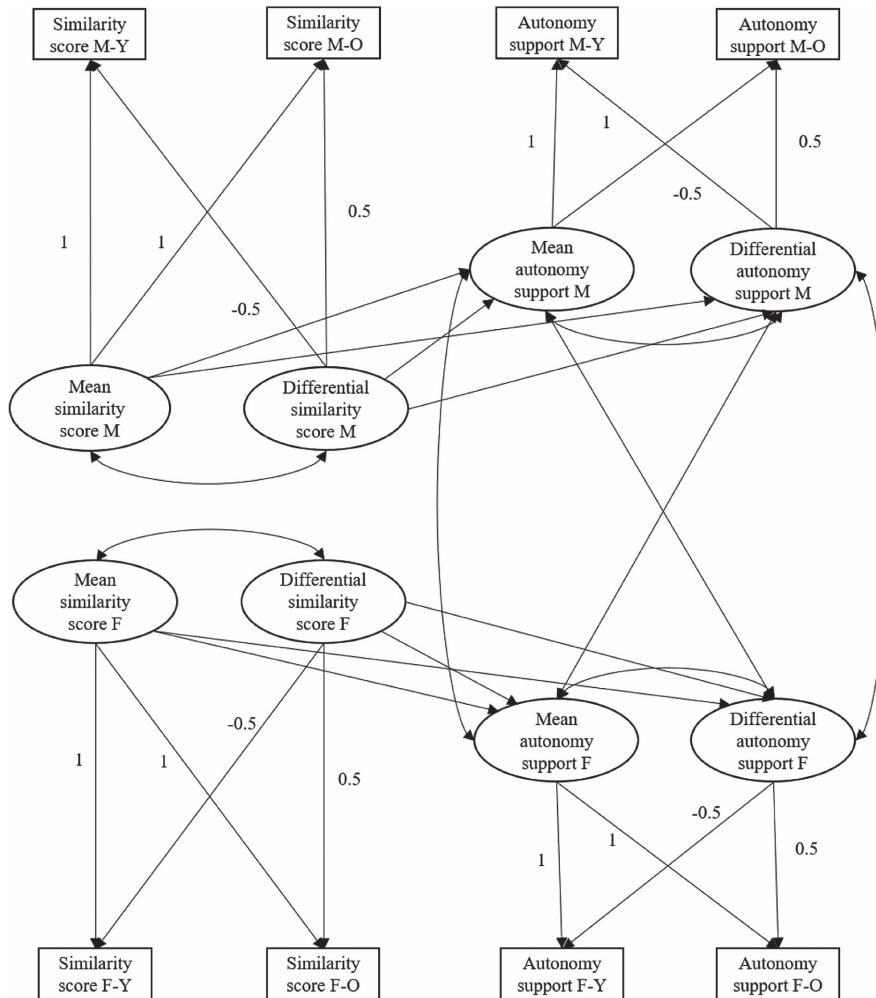 Similarity
score M-Y
Similarity
score M-O
Autonomy
support M-Y
Autonomy
support M-O
1
1
-0.5
0.5
1
1
-0.5
0.5
Mean
autonomy
support M
Differential
autonomy
support M
Mean
similarity
score M
Differential
similarity
score M
Mean
similarity
score F
Differential
similarity
score F
Mean
autonomy
support F
Differential
autonomy
support F
1
1
-0.5
0.5
1
1
-0.5
0.5
Similarity
score F-Y
Similarity
score F-O
Autonomy
support F-Y
Autonomy
support F-O